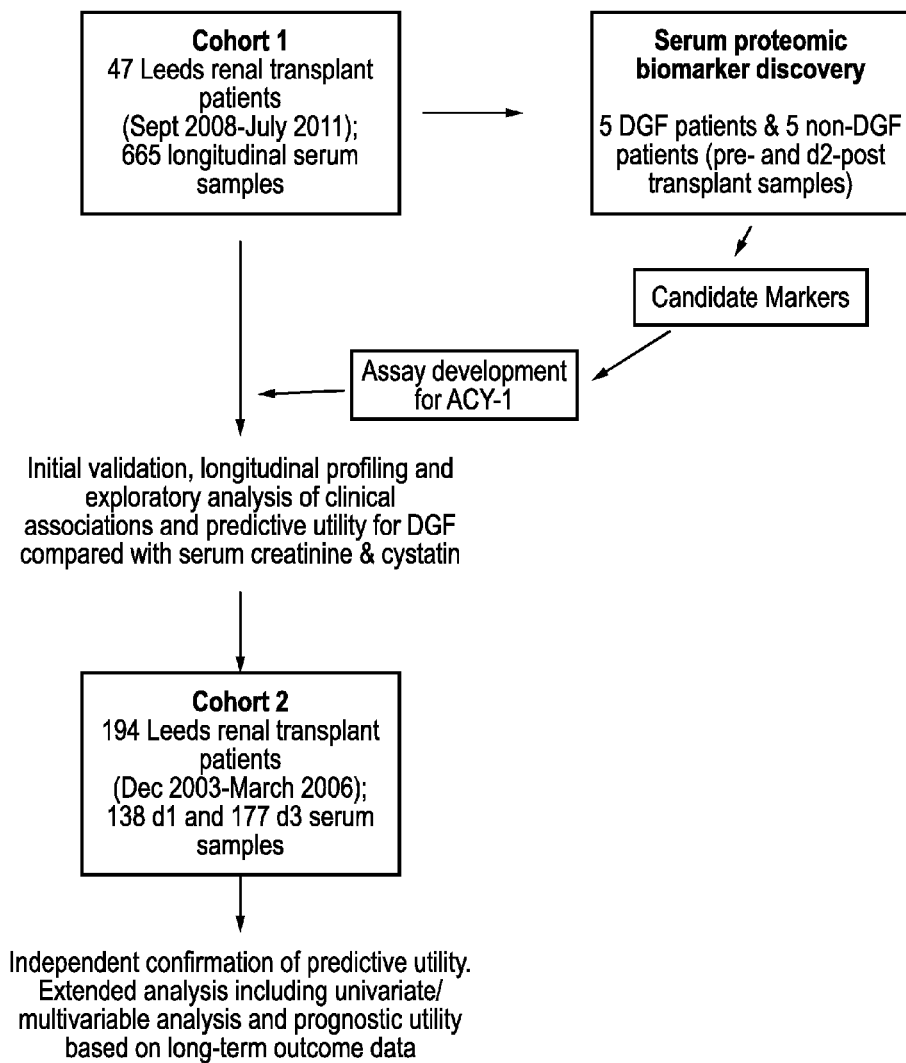 Cohort 1
47 Leeds renal transplant
patients
(Sept 2008-July 2011);
665 longitudinal serum
samples
Serum proteomic
biomarker discovery
5 DGF patients & 5 non-DGF
patients (pre- and d2-post
transplant samples)
Candidate Markers
Assay development
for ACY-1
Initial validation, longitudinal profiling and
exploratory analysis of clinical
associations and predictive utility for DGF
compared with serum creatinine & cystatin
Cohort 2
194 Leeds renal transplant
patients
(Dec 2003-March 2006);
138 d1 and 177 d3 serum
samples
Independent confirmation of predictive utility.
Extended analysis including univariate/
multivariable analysis and prognostic utility
based on long-term outcome data